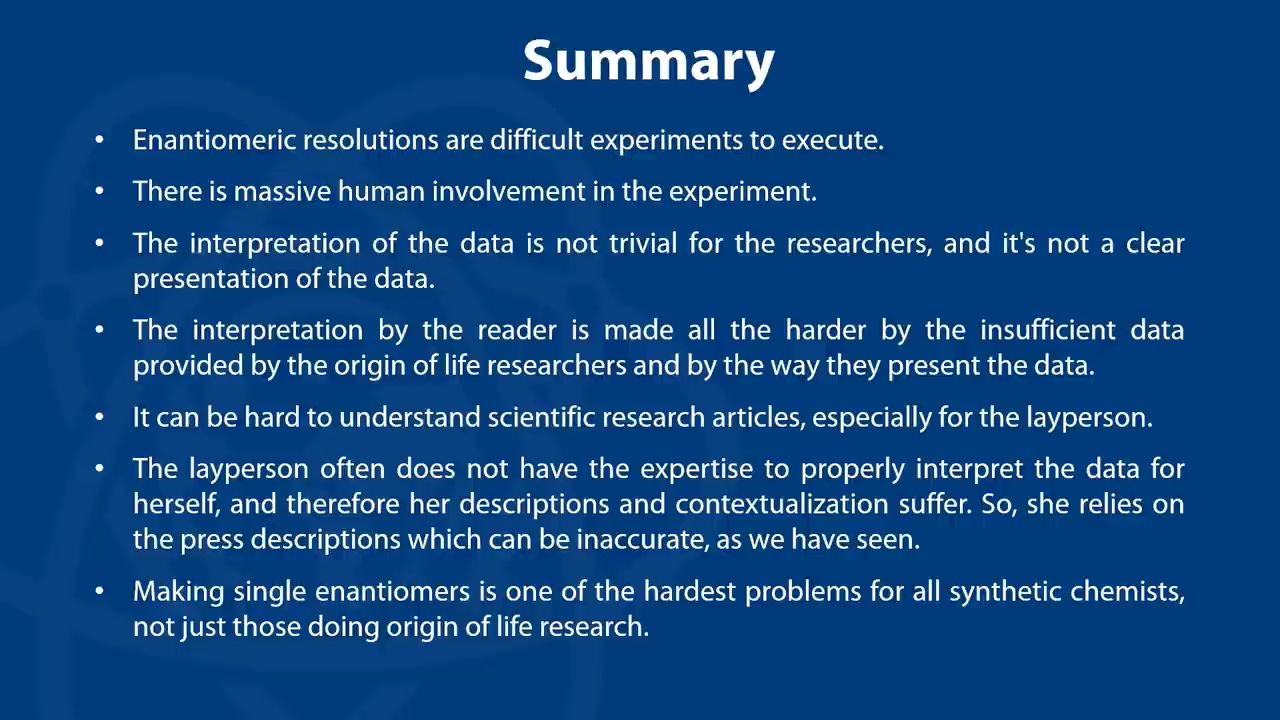 Summary
• Enantiomeric resolutions are difficult experiments to execute.
• There is massive human involvement in the experiment.
• The interpretation of the data is not trivial for the researchers, and it's not a clear
presentation of the data.
• The interpretation by the reader is made all the harder by the insufficient data
provided by the origin of life researchers and by the way they present the data.
• It can be hard to understand scientific research articles, especially for the layperson.
• The layperson often does not have the expertise to properly interpret the data for
herself, and therefore her descriptions and contextualization suffer. So, she relies on
the press descriptions which can be inaccurate, as we have seen.
• Making single enantiomers is one of the hardest problems for all synthetic chemists,
not just those doing origin of life research.